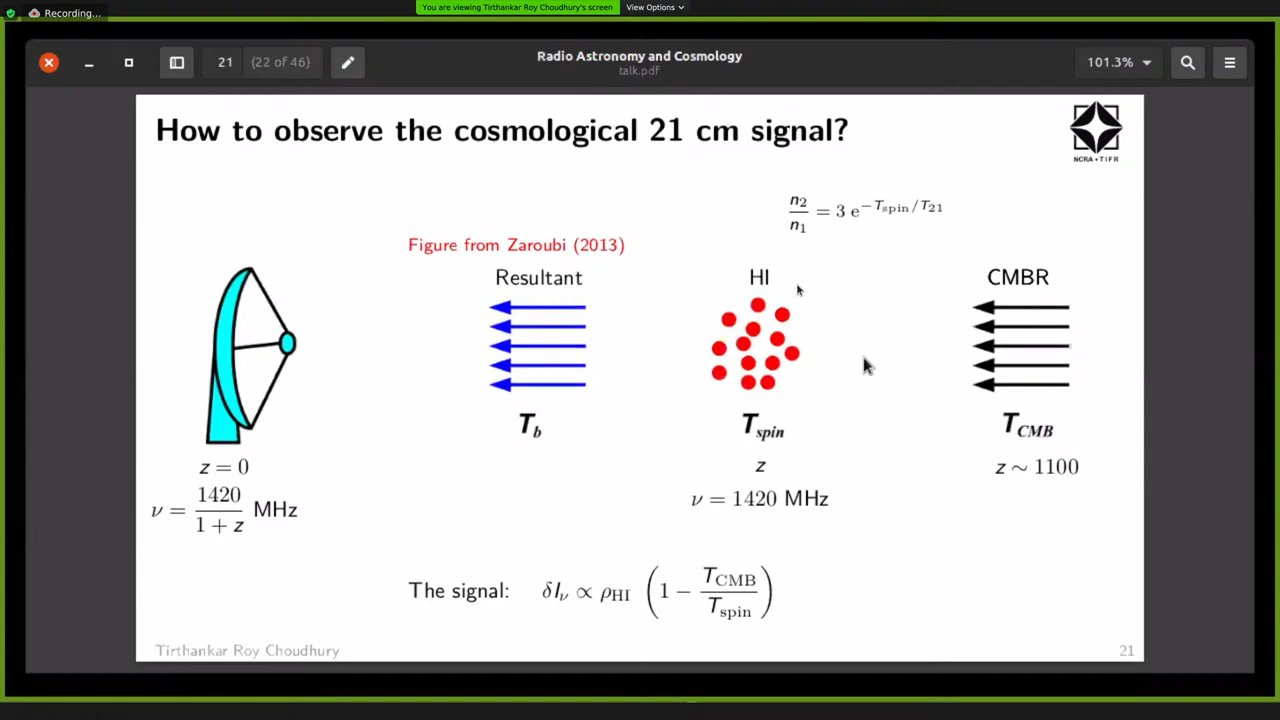 Recording...
You are viewing Tirthankar Roy Choudhury's screen
View Options
21 (22 of 46)
Radio Astronomy and Cosmology
talk.pdf
101.3%
How to observe the cosmological 21 cm signal?
NCRA • TIFR
n₂/n₁ = 3 e^(−T_spin/T_21)
Figure from Zaroubi (2013)
Resultant
HI
CMBR
T_b
T_spin
T_CMB
z = 0
z
z ∼ 1100
ν = 1420/(1 + z) MHz
ν = 1420 MHz
The signal: δI_ν ∝ ρ_HI (1 − T_CMB/T_spin)
Tirthankar Roy Choudhury
21